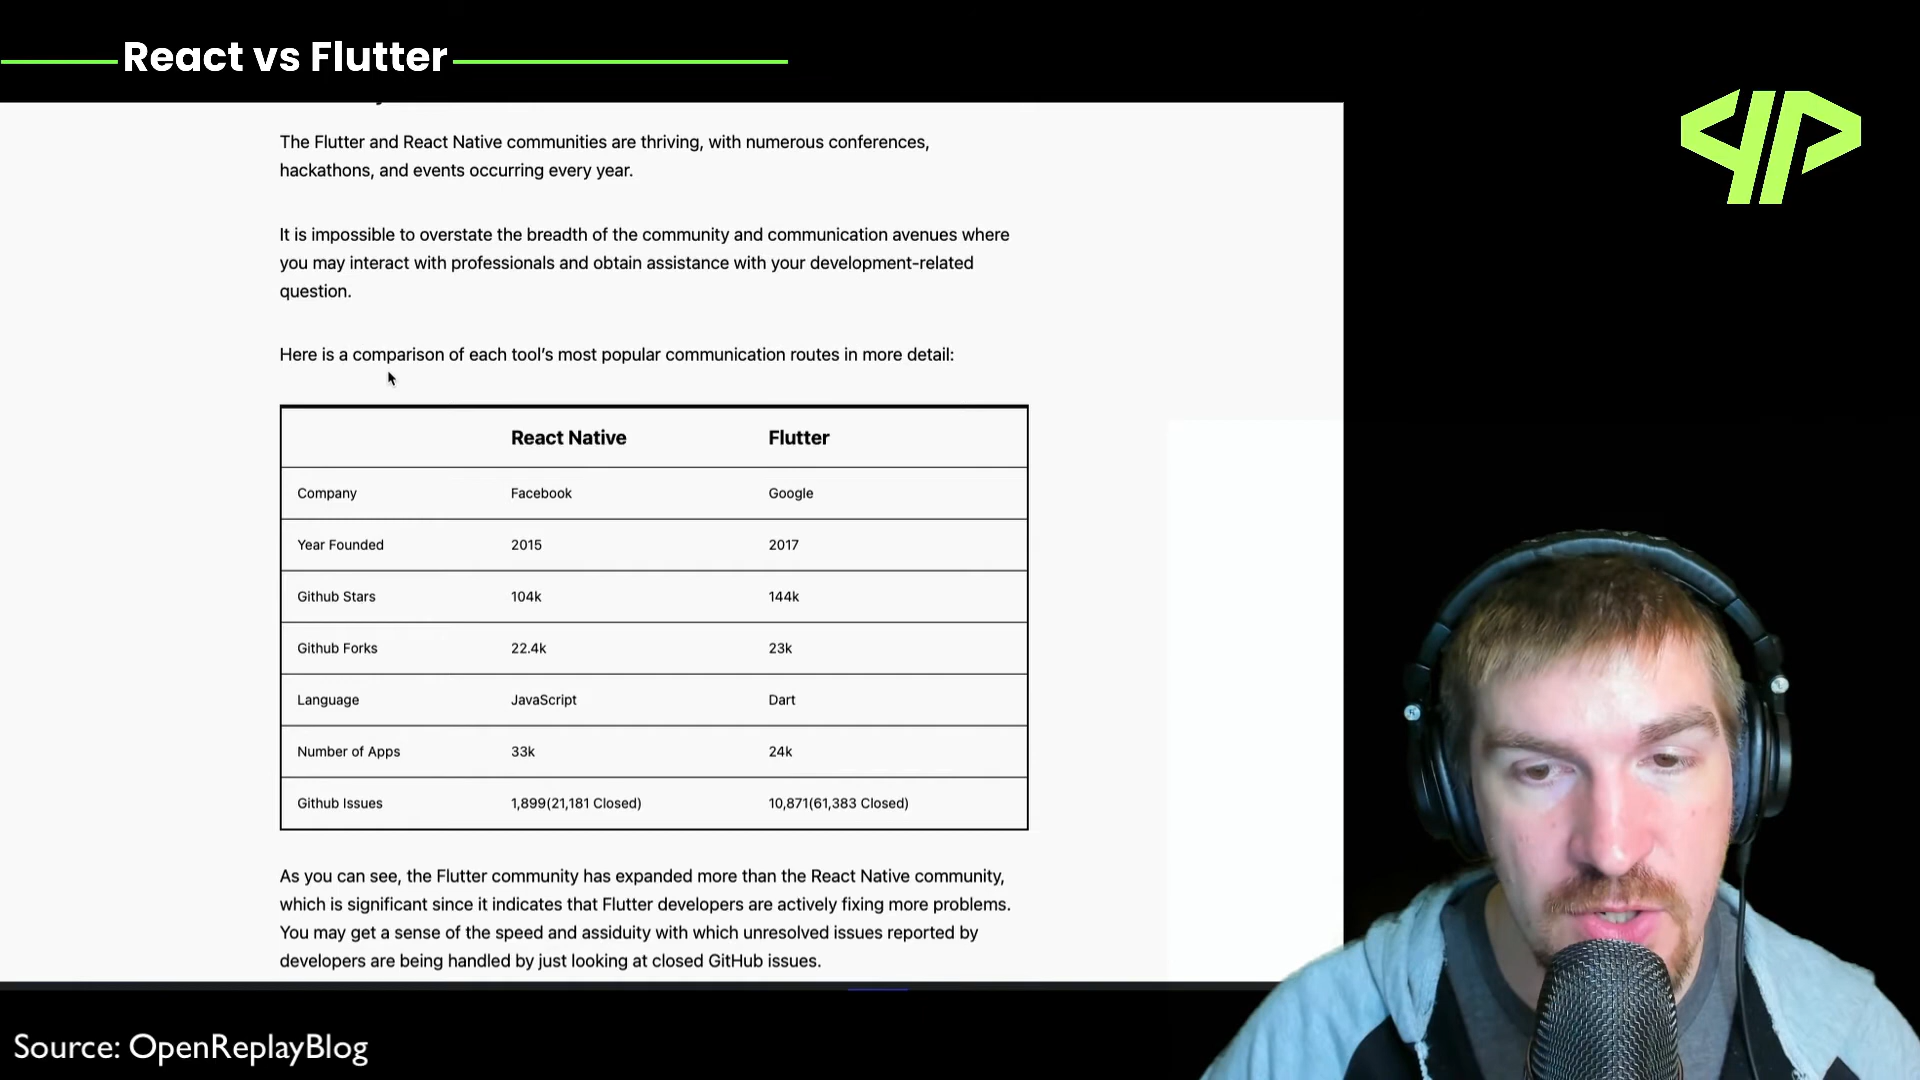 React vs Flutter
The Flutter and React Native communities are thriving, with numerous conferences,
hackathons, and events occurring every year.
It is impossible to overstate the breadth of the community and communication avenues where
you may interact with professionals and obtain assistance with your development-related
question.
Here is a comparison of each tool’s most popular communication routes in more detail:
React Native Flutter
Company Facebook Google
Year Founded 2015 2017
Github Stars 104k 144k
Github Forks 22.4k 23k
Language JavaScript Dart
Number of Apps 33k 24k
Github Issues 1,899(21,181 Closed) 10,871(61,383 Closed)
As you can see, the Flutter community has expanded more than the React Native community,
which is significant since it indicates that Flutter developers are actively fixing more problems.
You may get a sense of the speed and assiduity with which unresolved issues reported by
developers are being handled by just looking at closed GitHub issues.
Source: OpenReplayBlog